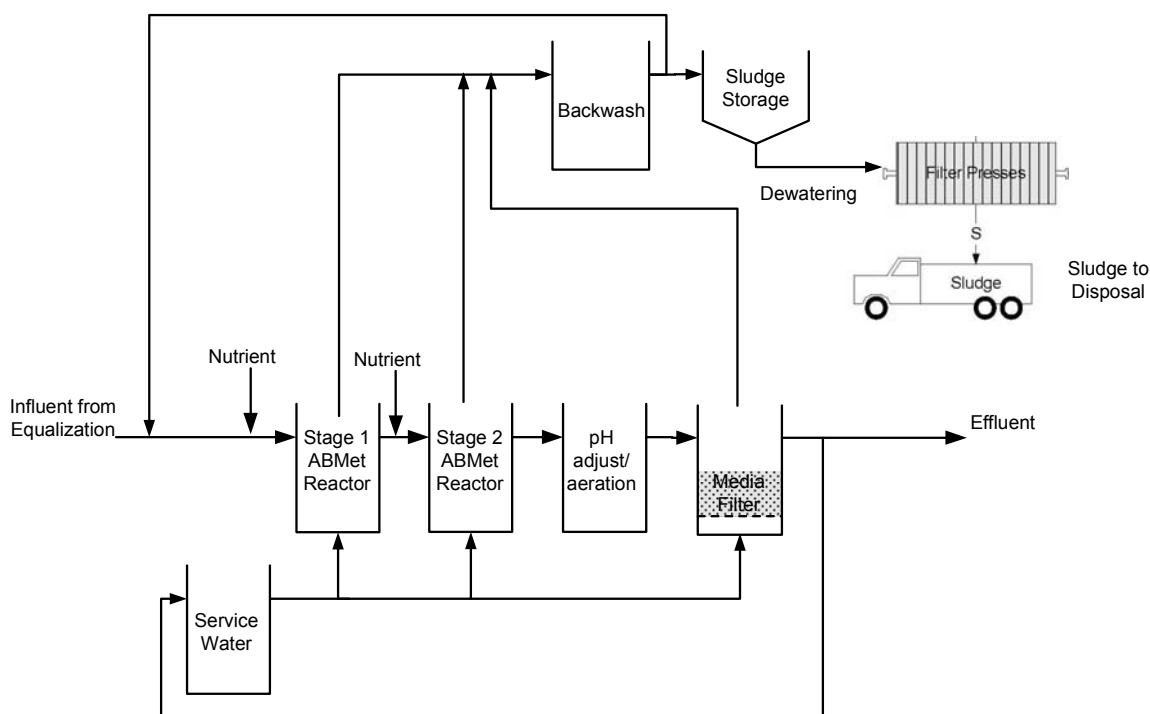 Backwash
Sludge
Storage
Filter Presses
Dewatering
S
Sludge
Sludge to
Disposal
Nutrient
Nutrient
Influent from
Equalization
Stage 1
ABMet
Reactor
Stage 2
ABMet
Reactor
pH
adjust/
aeration
Media
Filter
Effluent
Service
Water